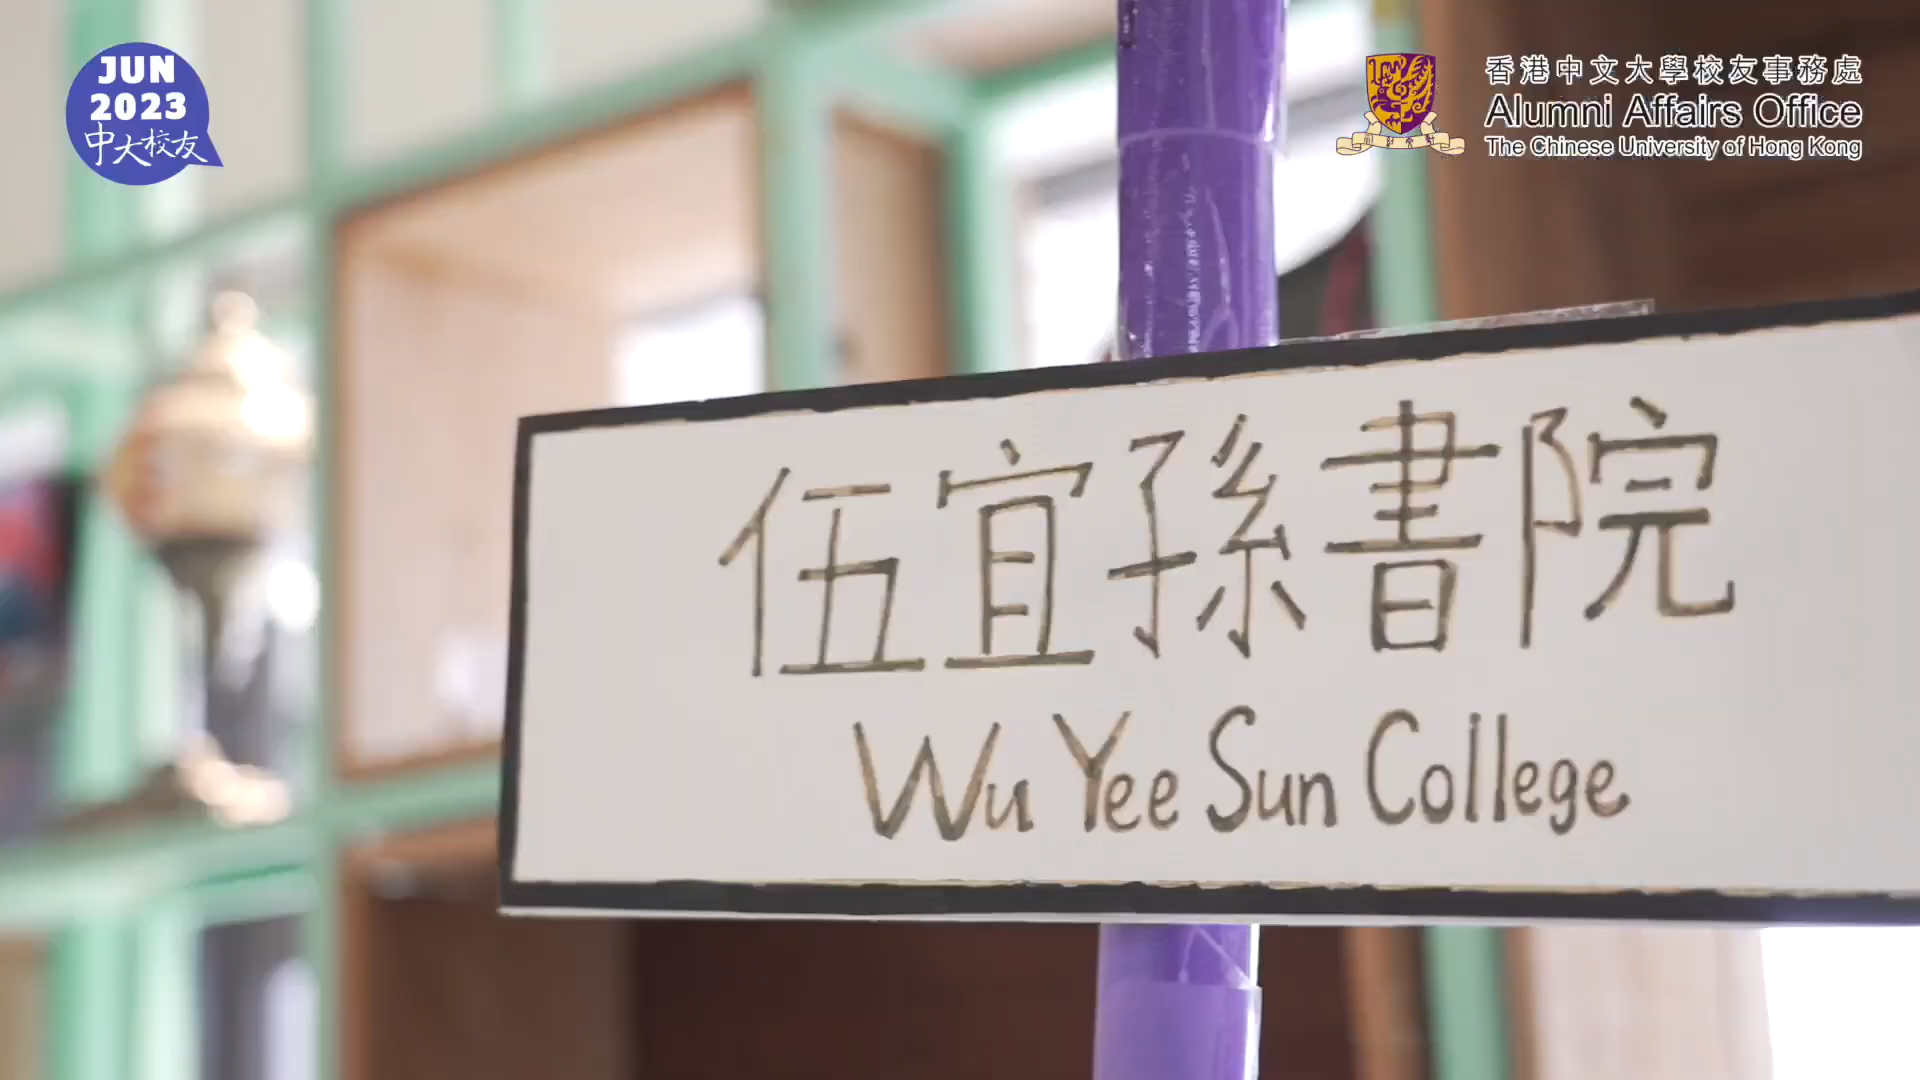 JUN
2023
中大校友
香港中文大學校友事務處
Alumni Affairs Office
The Chinese University of Hong Kong
伍宜孫書院
Wu Yee Sun College